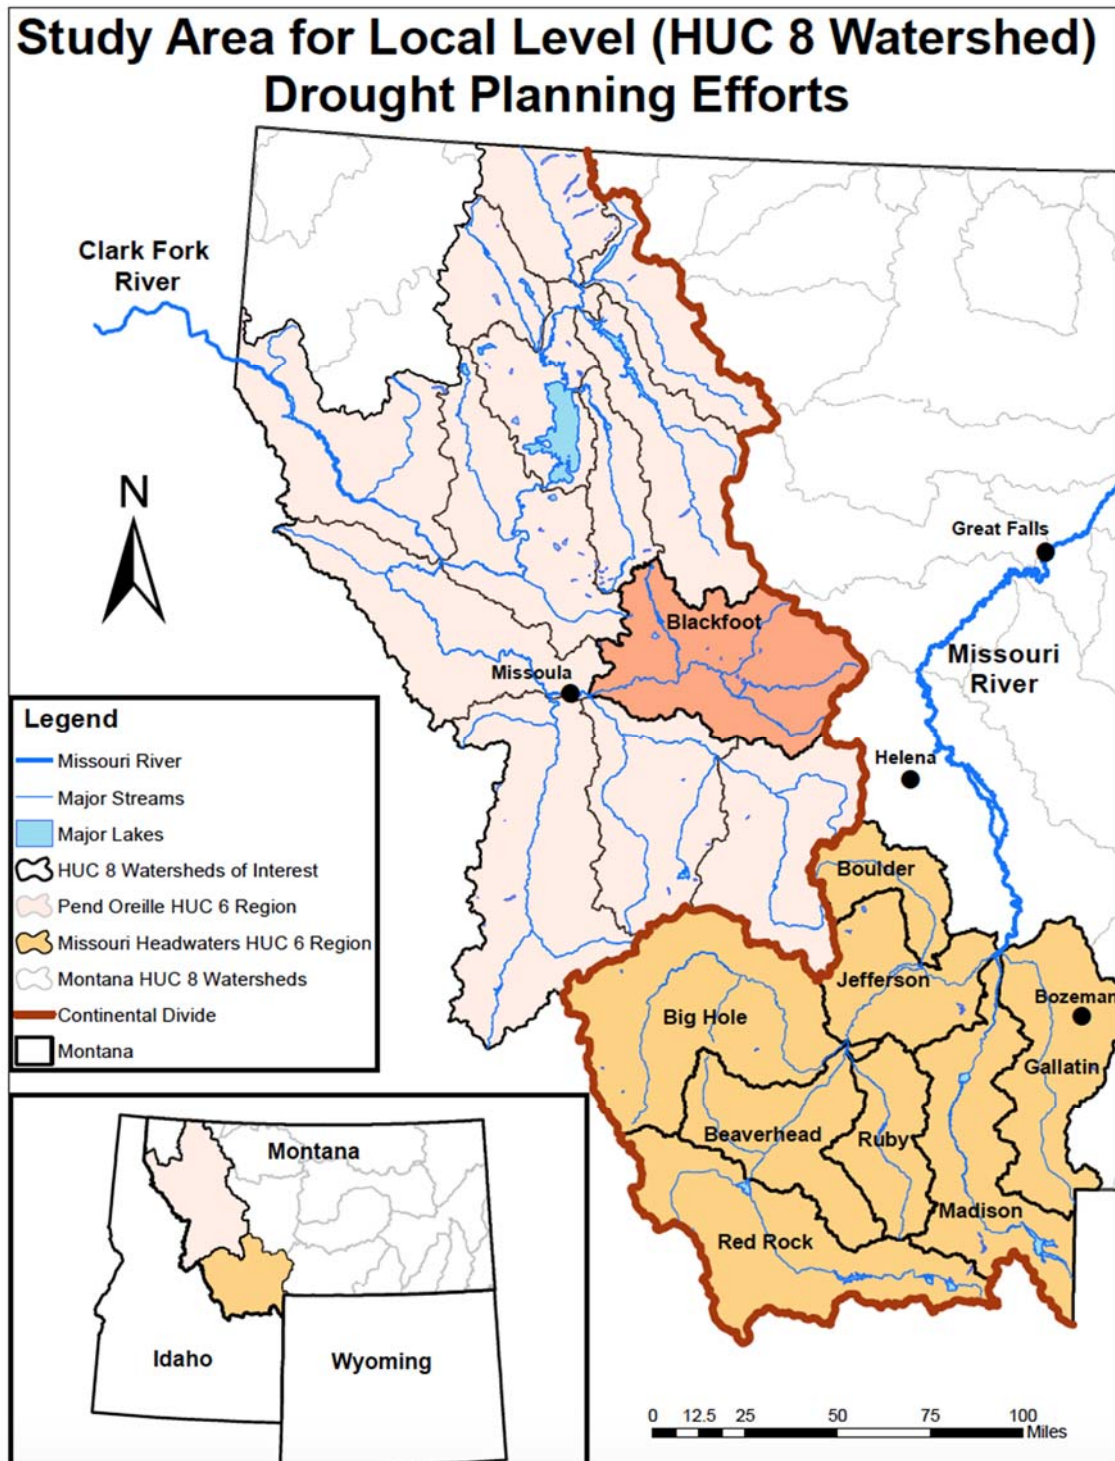 Study Area for Local Level (HUC 8 Watershed)
Drought Planning Efforts
Clark Fork
River
N
Great Falls
Blackfoot
Missouri
River
Missoula
Helena
Legend
Missouri River
Major Streams
Major Lakes
HUC 8 Watersheds of Interest
Pend Oreille HUC 6 Region
Missouri Headwaters HUC 6 Region
Montana HUC 8 Watersheds
Continental Divide
Montana
Boulder
Jefferson
Bozeman
Big Hole
Gallatin
Beaverhead
Ruby
Madison
Red Rock
Montana
Idaho
Wyoming
0 12.5 25 50 75 100
Miles